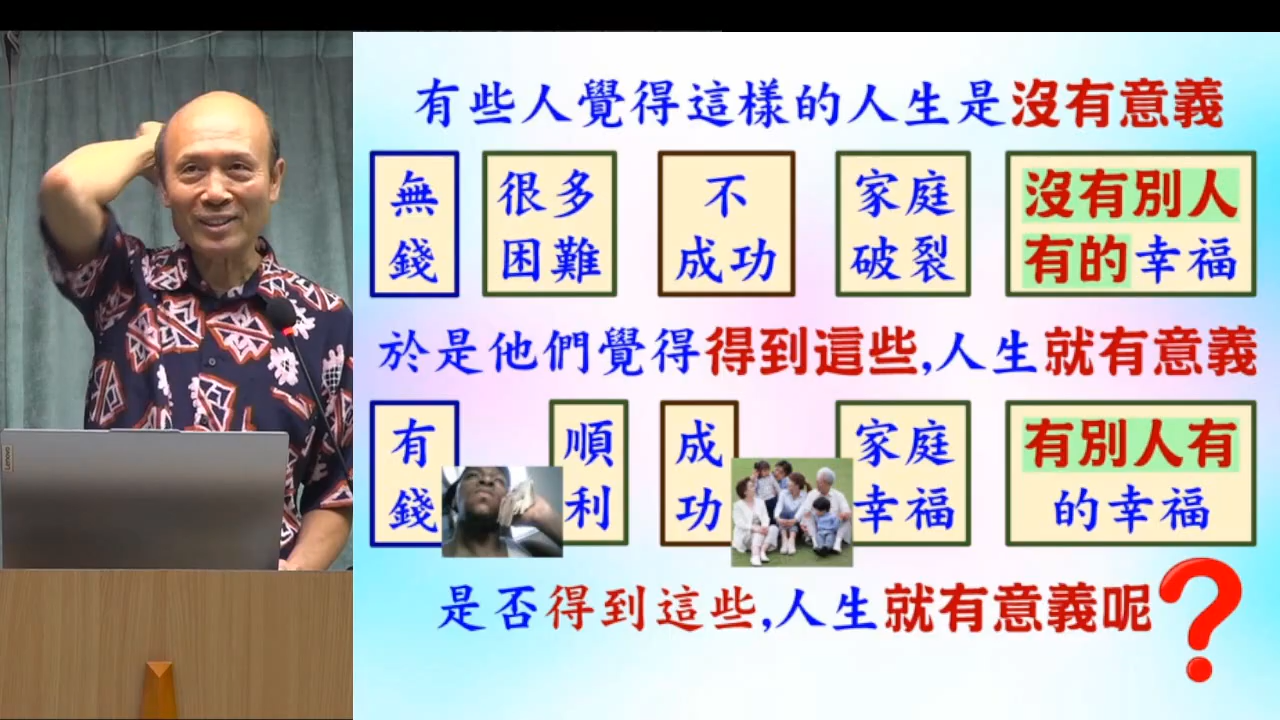 有些人覺得這樣的人生是沒有意義
無錢
很多困難
不成功
家庭破裂
沒有別人有的幸福
於是他們覺得得到這些,人生就有意義
有錢
順利
成功
家庭幸福
有別人有的幸福
是否得到這些,人生就有意義呢?
Lenovo